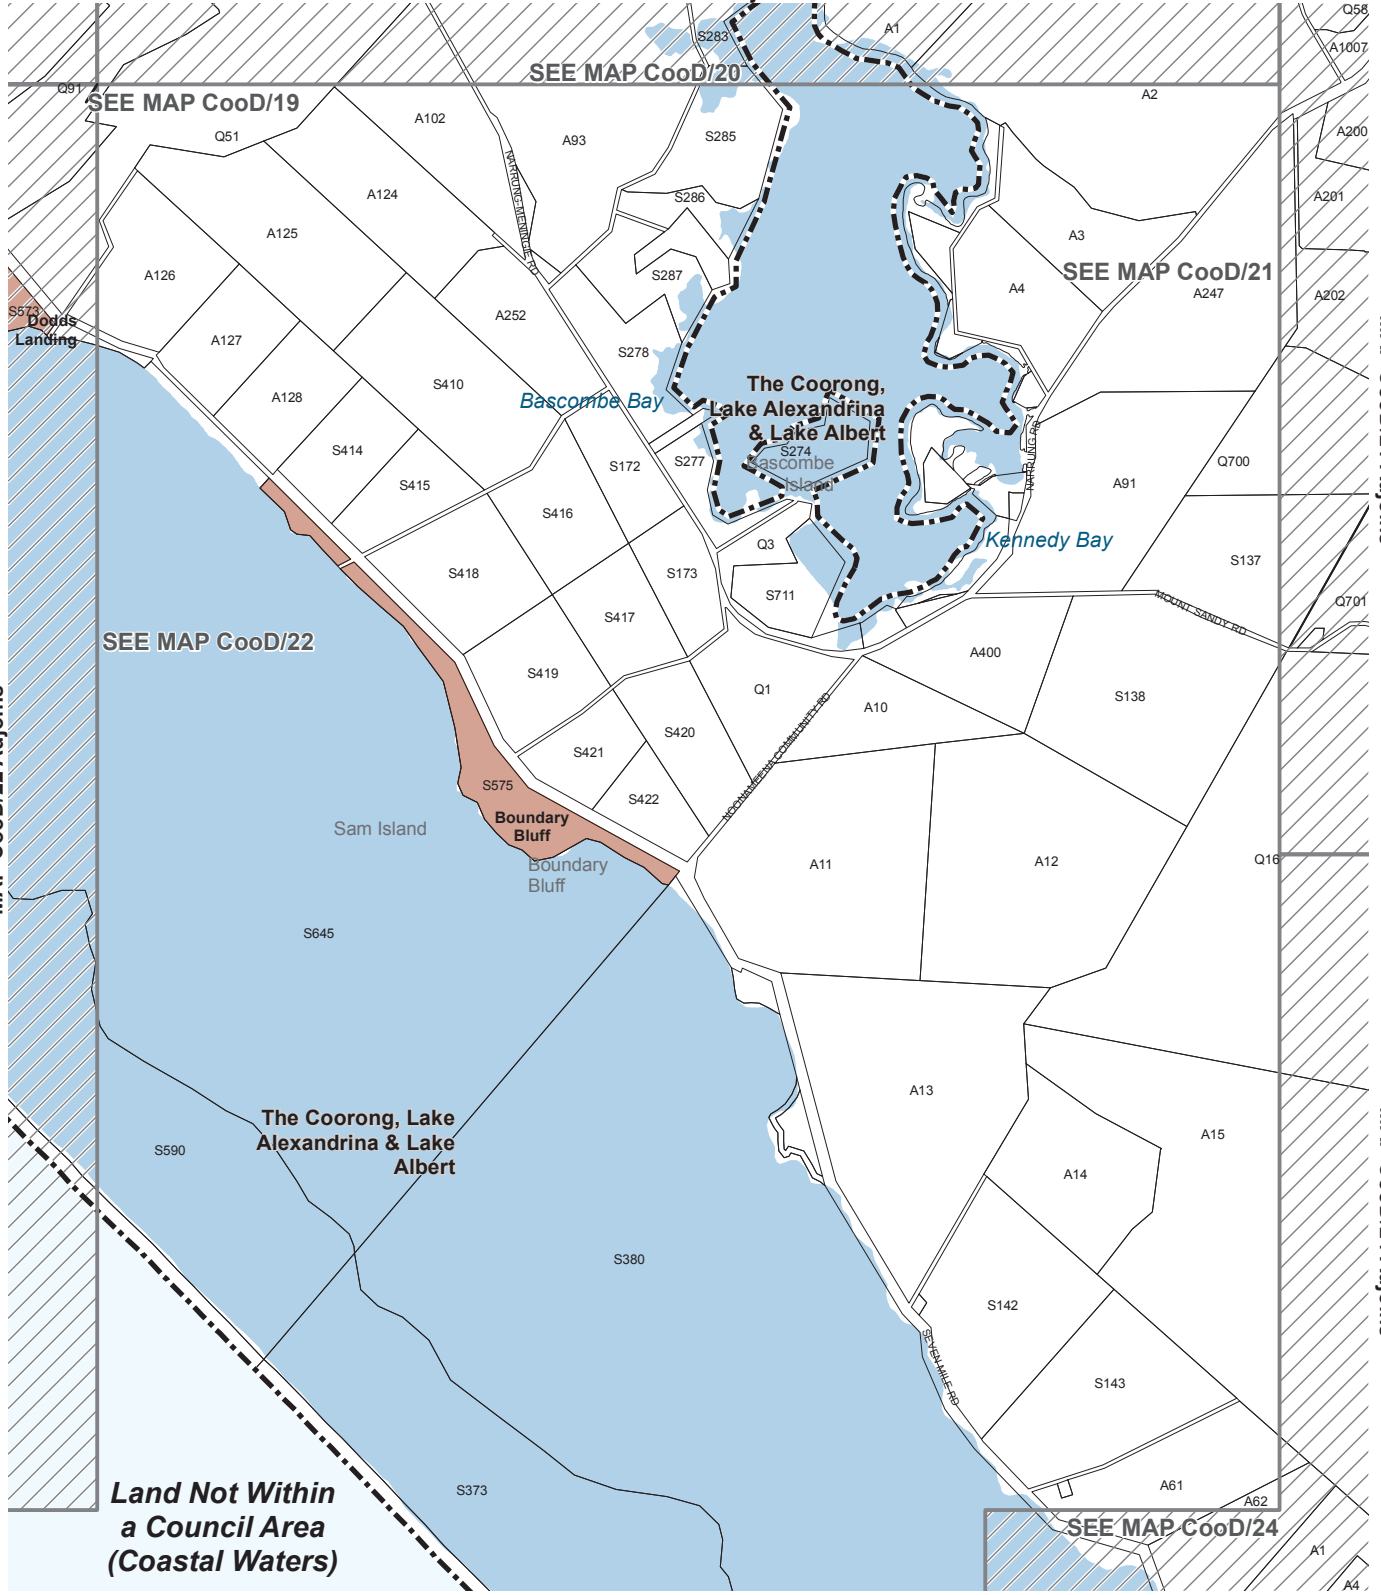 Q58
S283
A1
A1007
SEE MAP CooD/20
Q91
SEE MAP CooD/19
A2
A102
Q51
A93
S285
A200
NARRUNG-MENINGIE RD
A124
S286
A201
A125
A3
A126
S287
SEE MAP CooD/21
A4
A247
A202
S573
Dodds
Landing
A252
A127
S278
S410
The Coorong,
Lake Alexandrina
& Lake Albert
Bascombe Bay
A128
S414
S274
NARRUNG RD
S172
S277
Bascombe
Island
Q700
S415
A91
S416
Q3
Kennedy Bay
S418
S173
S137
S711
MOUNT SANDY RD
Q701
S417
SEE MAP CooD/22
A400
S419
Q1
S138
A10
S420
S421
NOONAMEENA COMMUNITY RD
S575
S422
Boundary
Bluff
Sam Island
Boundary
Bluff
A11
A12
Q16
S645
A13
The Coorong, Lake
Alexandrina & Lake
Albert
A15
S590
A14
S380
S142
SEVEN MILE RD
S143
S373
A61
A62
Land Not Within
a Council Area
(Coastal Waters)
SEE MAP CooD/24
A1
A4